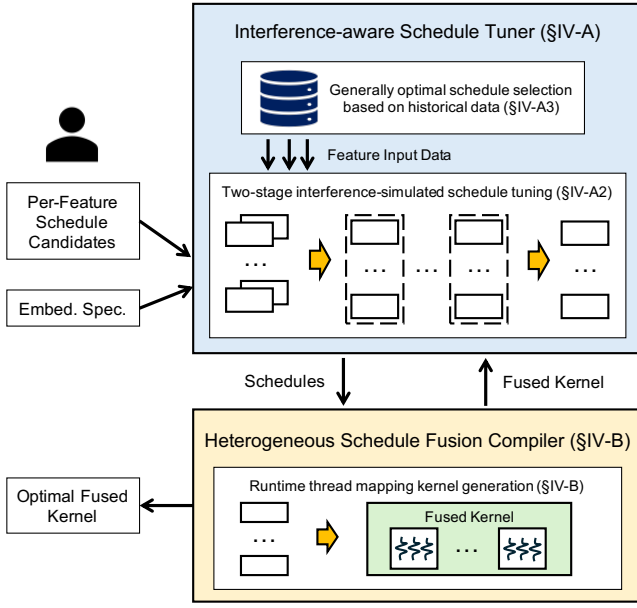 Interference-aware Schedule Tuner (§IV-A)
Generally optimal schedule selection
based on historical data (§IV-A3)
Feature Input Data
Two-stage interference-simulated schedule tuning (§IV-A2)
...
... ... ...
...
Per-Feature
Schedule
Candidates
Embed. Spec.
Schedules
Fused Kernel
Heterogeneous Schedule Fusion Compiler (§IV-B)
Runtime thread mapping kernel generation (§IV-B)
...
Fused Kernel
...
Optimal Fused
Kernel